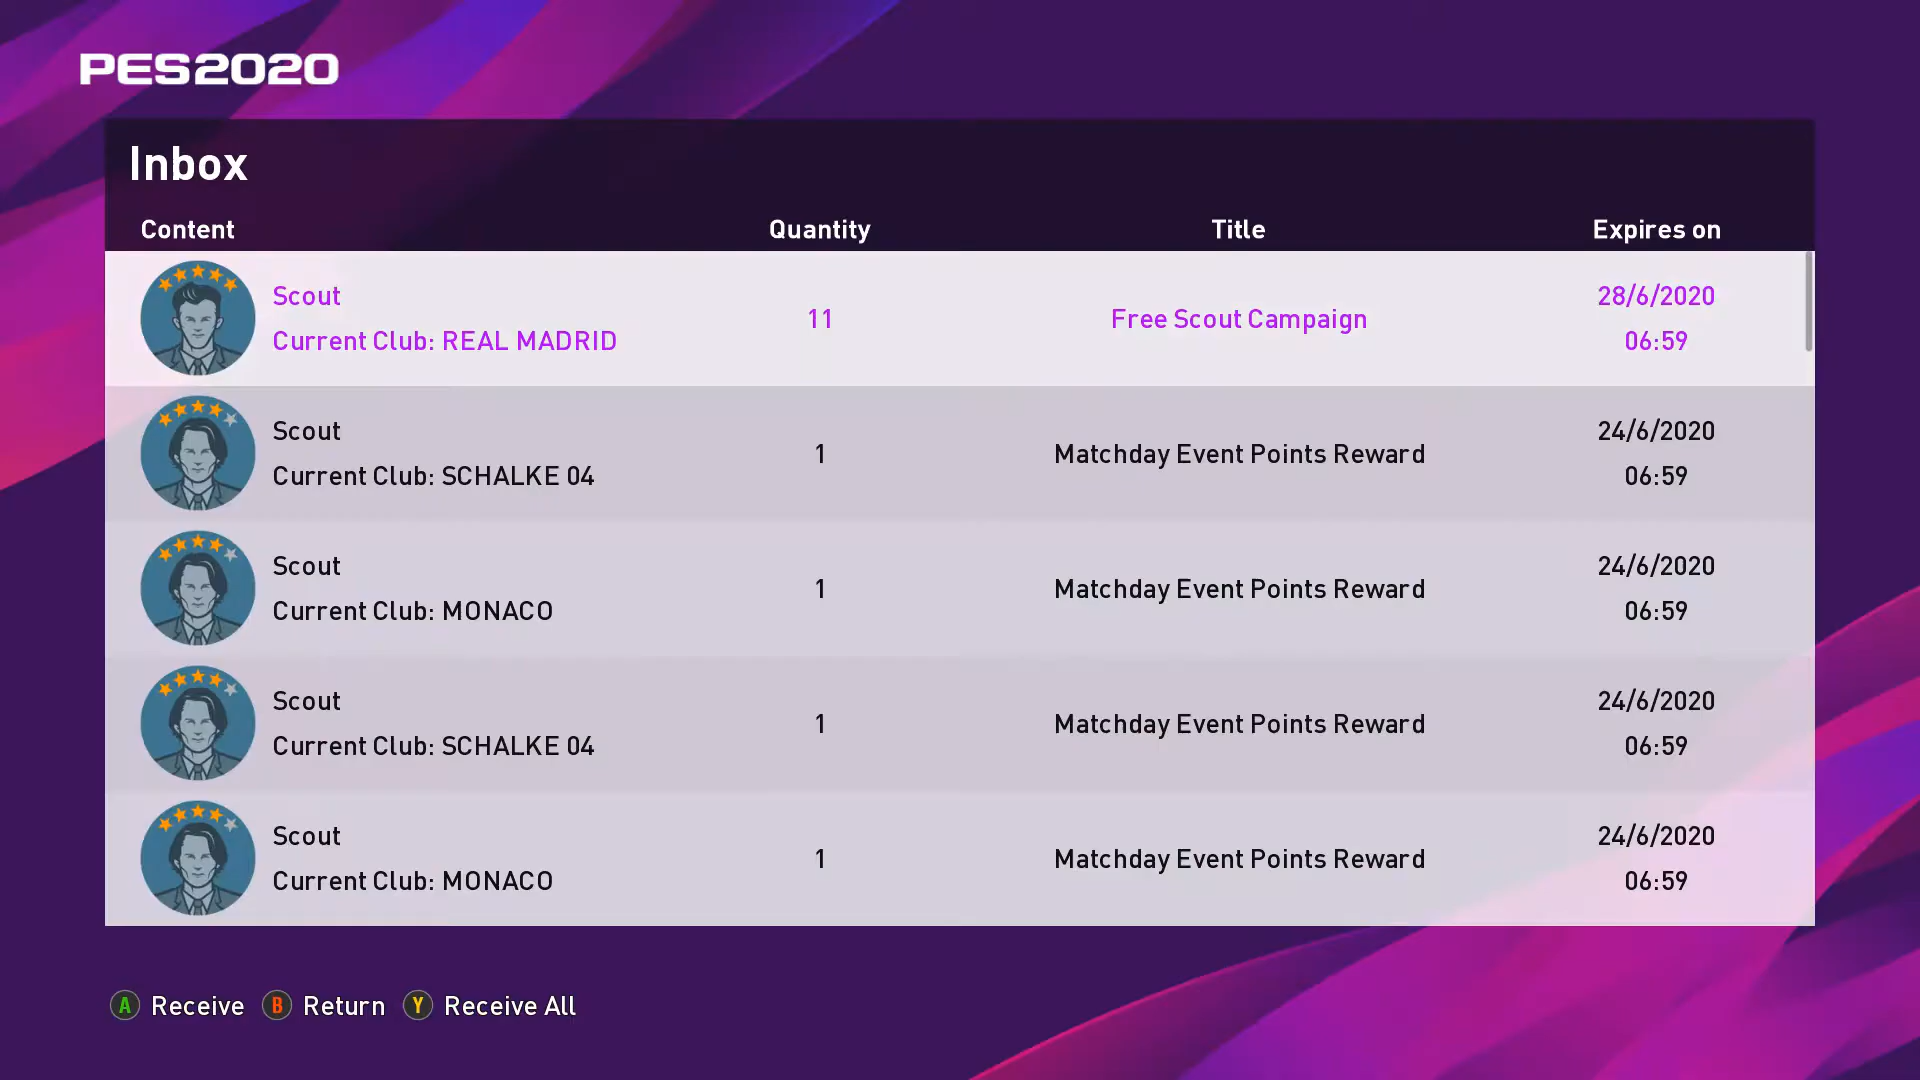 PES2020
Inbox
Content Quantity Title Expires on
Scout
Current Club: REAL MADRID
11
Free Scout Campaign
28/6/2020
06:59
Scout
Current Club: SCHALKE 04
1
Matchday Event Points Reward
24/6/2020
06:59
Scout
Current Club: MONACO
1
Matchday Event Points Reward
24/6/2020
06:59
Scout
Current Club: SCHALKE 04
1
Matchday Event Points Reward
24/6/2020
06:59
Scout
Current Club: MONACO
1
Matchday Event Points Reward
24/6/2020
06:59
A Receive B Return Y Receive All